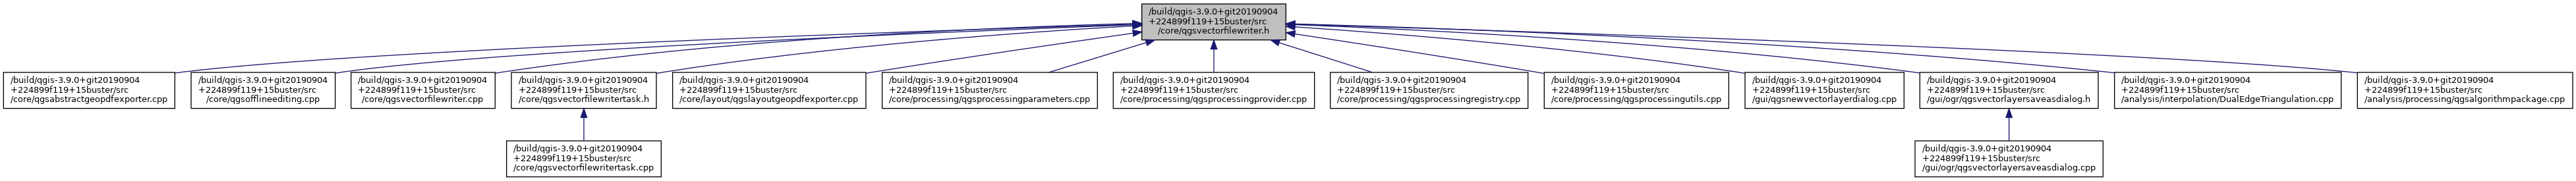 /build/qgis-3.9.0+git20190904
+224899f119+15buster/src
/core/qgsvectorfilewriter.h
/build/qgis-3.9.0+git20190904
+224899f119+15buster/src
/core/qgsabstractgeopdfexporter.cpp
/build/qgis-3.9.0+git20190904
+224899f119+15buster/src
/core/qgsofflineediting.cpp
/build/qgis-3.9.0+git20190904
+224899f119+15buster/src
/core/qgsvectorfilewriter.cpp
/build/qgis-3.9.0+git20190904
+224899f119+15buster/src
/core/qgsvectorfilewritertask.h
/build/qgis-3.9.0+git20190904
+224899f119+15buster/src
/core/layout/qgslayoutgeopdfexporter.cpp
/build/qgis-3.9.0+git20190904
+224899f119+15buster/src
/core/processing/qgsprocessingparameters.cpp
/build/qgis-3.9.0+git20190904
+224899f119+15buster/src
/core/processing/qgsprocessingprovider.cpp
/build/qgis-3.9.0+git20190904
+224899f119+15buster/src
/core/processing/qgsprocessingregistry.cpp
/build/qgis-3.9.0+git20190904
+224899f119+15buster/src
/core/processing/qgsprocessingutils.cpp
/build/qgis-3.9.0+git20190904
+224899f119+15buster/src
/gui/qgsnewvectorlayerdialog.cpp
/build/qgis-3.9.0+git20190904
+224899f119+15buster/src
/gui/ogr/qgsvectorlayersaveasdialog.h
/build/qgis-3.9.0+git20190904
+224899f119+15buster/src
/analysis/interpolation/DualEdgeTriangulation.cpp
/build/qgis-3.9.0+git20190904
+224899f119+15buster/src
/analysis/processing/qgsalgorithmpackage.cpp
/build/qgis-3.9.0+git20190904
+224899f119+15buster/src
/core/qgsvectorfilewritertask.cpp
/build/qgis-3.9.0+git20190904
+224899f119+15buster/src
/gui/ogr/qgsvectorlayersaveasdialog.cpp